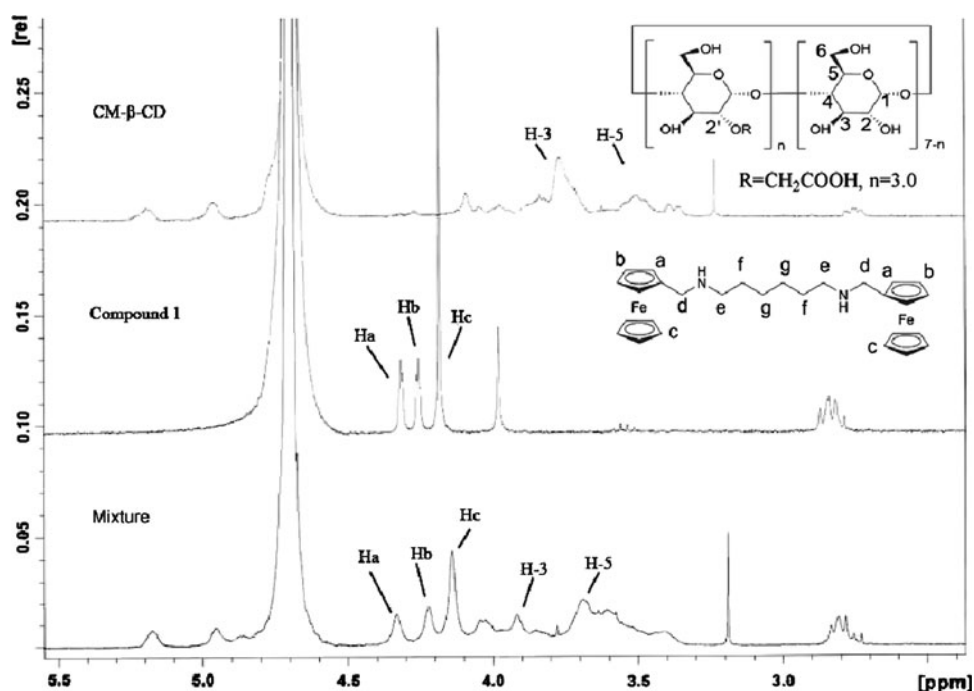 [rel
0.25
0.20
0.15
0.10
0.05
CM-β-CD
H-3
H-5
OH
6 OH
5
O
O
4
1
O
O
2'
OH
OR
3
2
OH
OH
n
7-n
R=CH₂COOH, n=3.0
Compound 1
Ha
Hb
Hc
b
a
H
N
f
g
e
d
a
b
Fe
d
e
g
f
N
H
Fe
c
c
Mixture
Ha
Hb
Hc
H-3
H-5
5.5
5.0
4.5
4.0
3.5
3.0
[ppm]